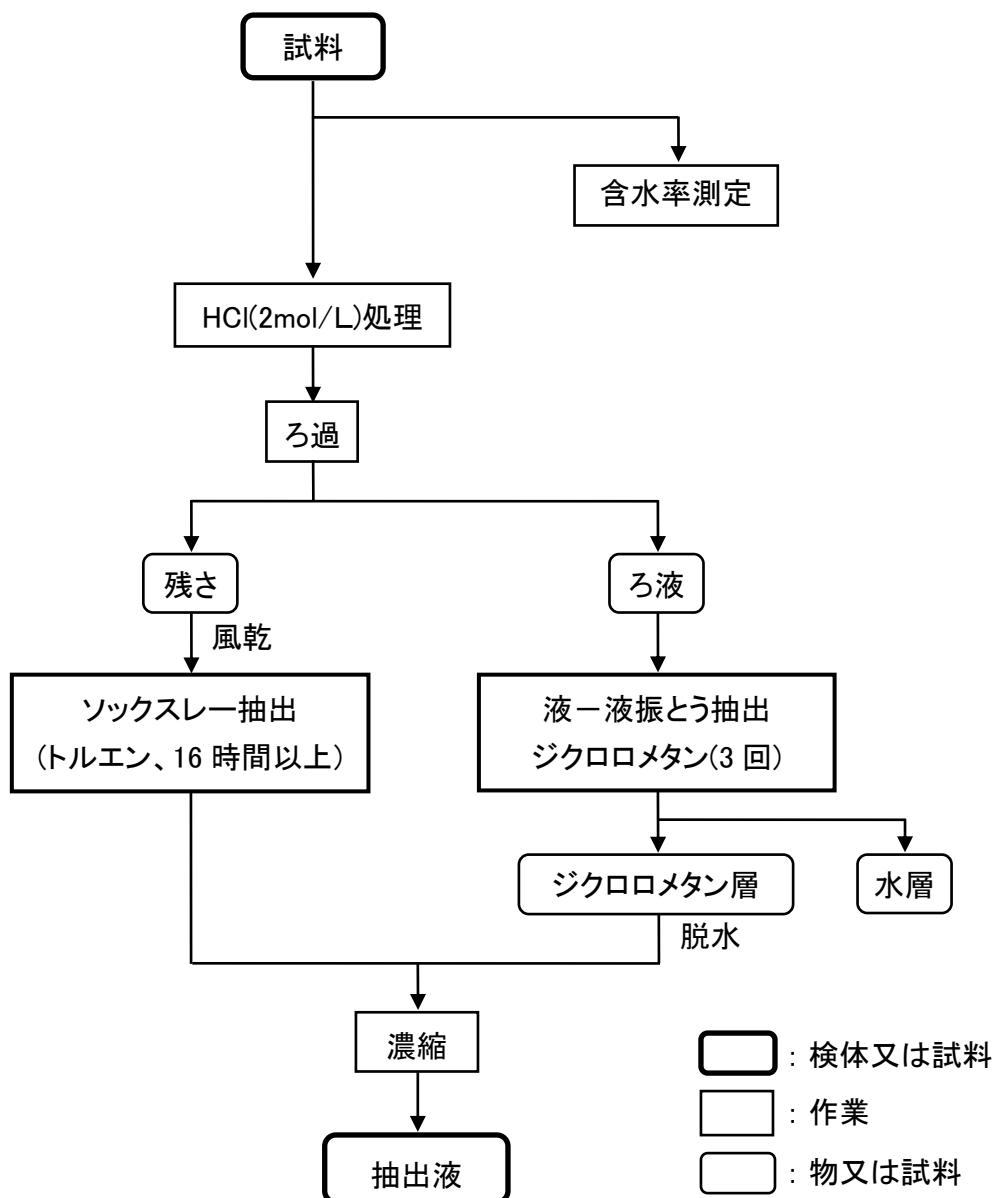 試料
含水率測定
HCl(2mol/L)処理
ろ過
残さ
ろ液
風乾
ソックスレー抽出
(トルエン、16 時間以上)
液－液振とう抽出
ジクロロメタン(3 回)
ジクロロメタン層
水層
脱水
濃縮
抽出液
：検体又は試料
：作業
：物又は試料